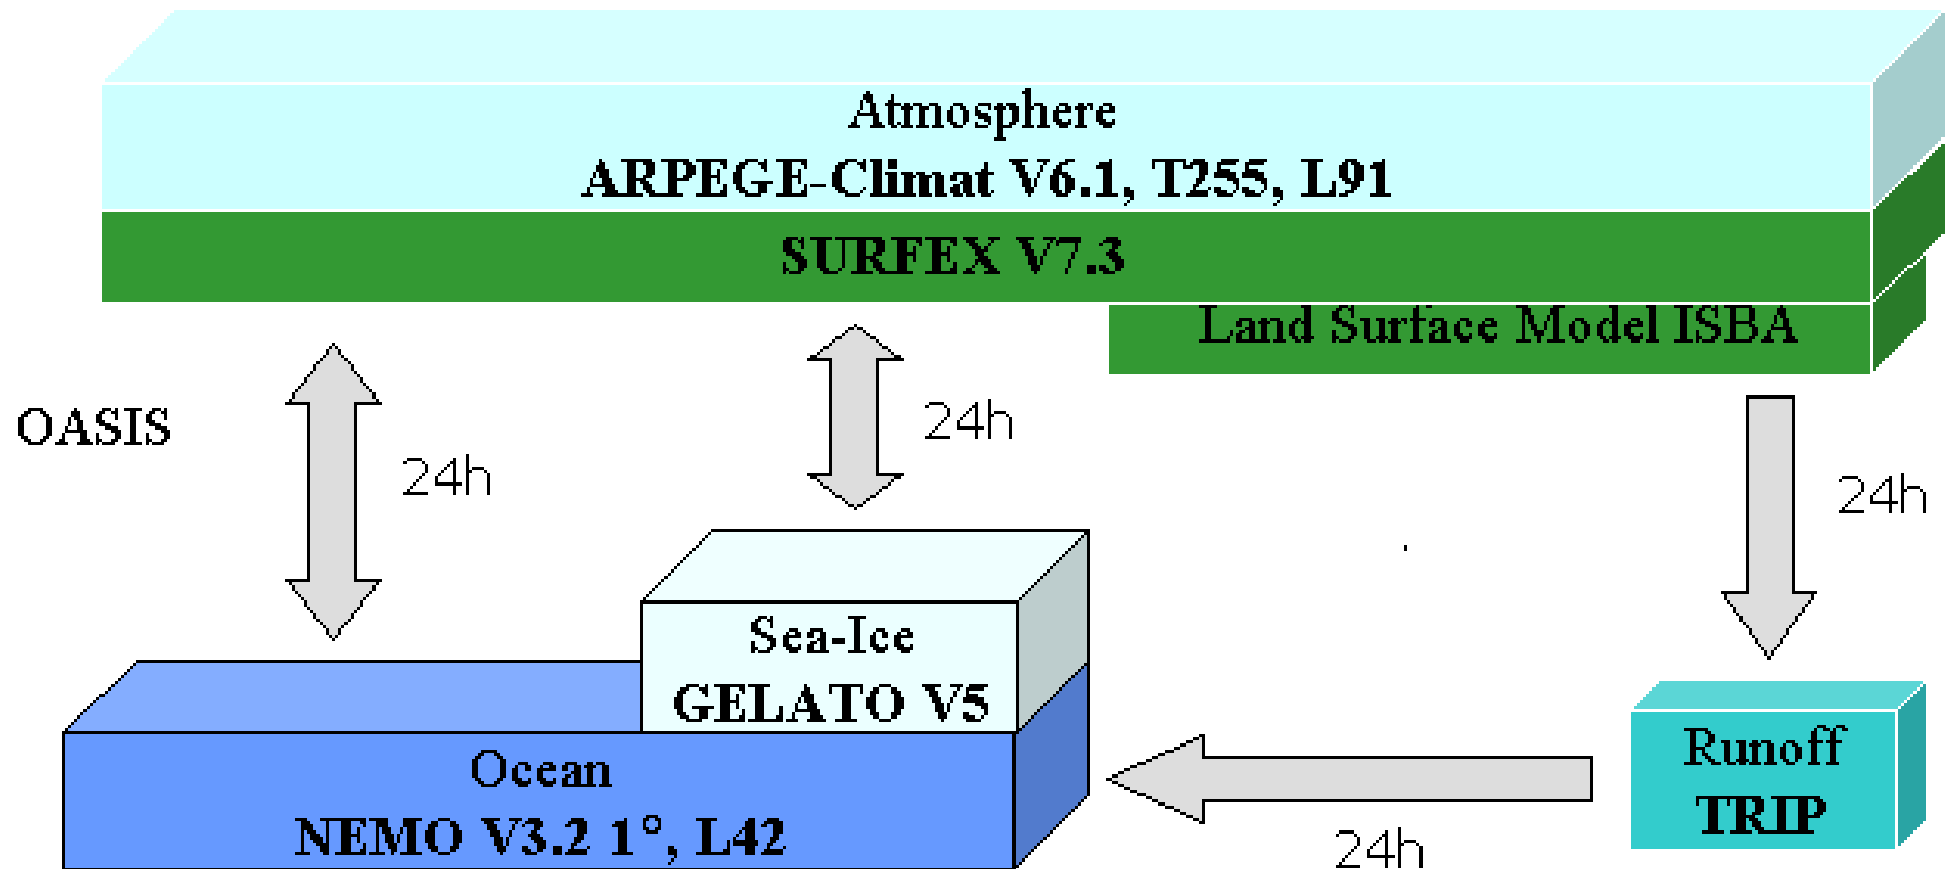 Atmosphere
ARPEGE-Climat V6.1, T255, L91
SURFEX V7.3
Land Surface Model ISBA
OASIS
24h
24h
24h
Sea-Ice
GELATO V5
Ocean
NEMO V3.2 1°, L42
Runoff
TRIP
24h